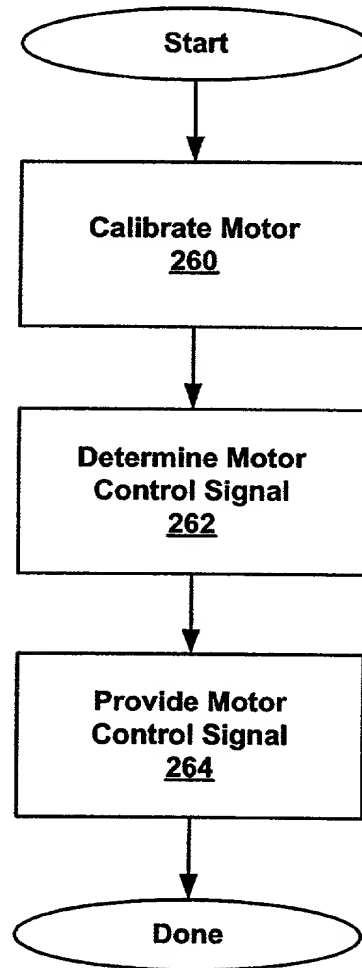 Start
Calibrate Motor
260
Determine Motor
Control Signal
262
Provide Motor
Control Signal
264
Done